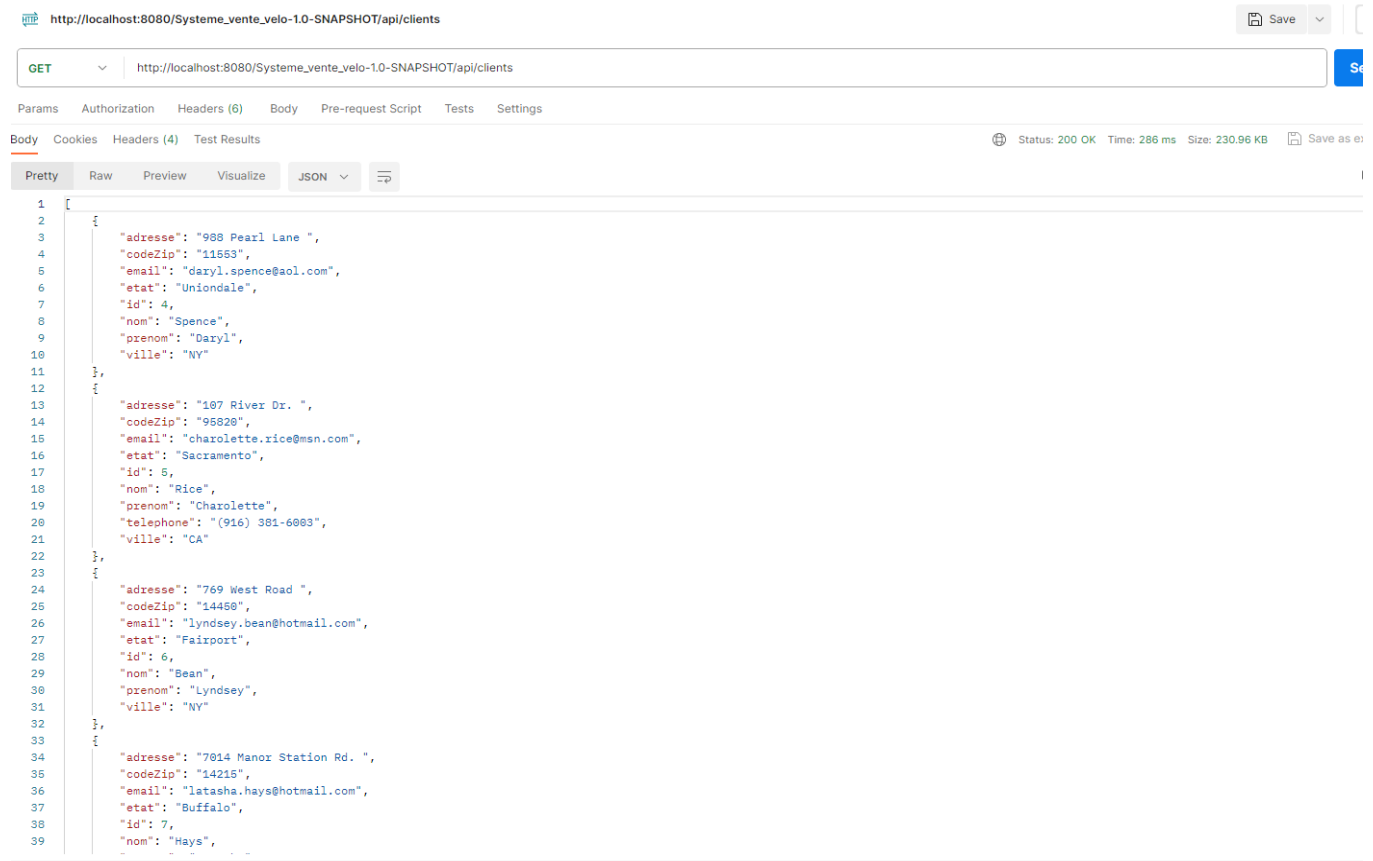 HTTP http://localhost:8080/Systeme_vente_velo-1.0-SNAPSHOT/api/clients Save
GET http://localhost:8080/Systeme_vente_velo-1.0-SNAPSHOT/api/clients
Params Authorization Headers (6) Body Pre-request Script Tests Settings
Body Cookies Headers (4) Test Results Status: 200 OK Time: 286 ms Size: 230.96 KB Save as
Pretty Raw Preview Visualize JSON
1 [
2 {
3 "adresse": "988 Pearl Lane ",
4 "codeZip": "11553",
5 "email": "daryl.spence@aol.com",
6 "etat": "Uniondale",
7 "id": 4,
8 "nom": "Spence",
9 "prenom": "Daryl",
10 "ville": "NY"
11 },
12 {
13 "adresse": "107 River Dr. ",
14 "codeZip": "95820",
15 "email": "charolette.rice@msn.com",
16 "etat": "Sacramento",
17 "id": 5,
18 "nom": "Rice",
19 "prenom": "Charolette",
20 "telephone": "(916) 381-6003",
21 "ville": "CA"
22 },
23 {
24 "adresse": "769 West Road ",
25 "codeZip": "14450",
26 "email": "lyndsey.bean@hotmail.com",
27 "etat": "Fairport",
28 "id": 6,
29 "nom": "Bean",
30 "prenom": "Lyndsey",
31 "ville": "NY"
32 },
33 {
34 "adresse": "7014 Manor Station Rd. ",
35 "codeZip": "14215",
36 "email": "latasha.hays@hotmail.com",
37 "etat": "Buffalo",
38 "id": 7,
39 "nom": "Hays",